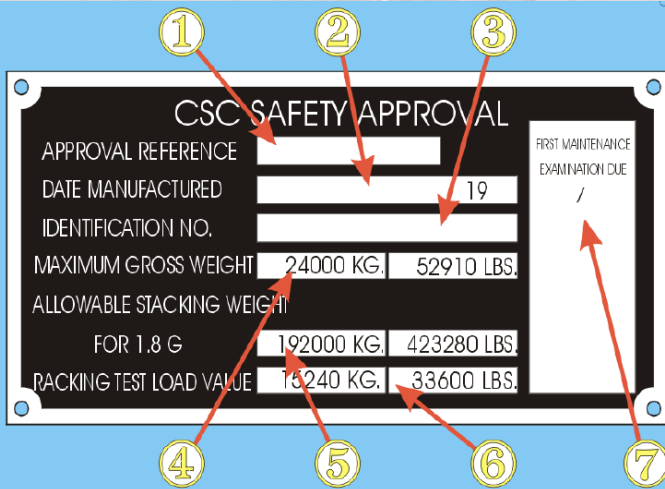 1 2 3
CSC SAFETY APPROVAL
APPROVAL REFERENCE
DATE MANUFACTURED 19
IDENTIFICATION NO.
MAXIMUM GROSS WEIGHT 24000 KG. 52910 LBS.
ALLOWABLE STACKING WEIGHT
FOR 1.8 G 192000 KG. 423280 LBS.
RACKING TEST LOAD VALUE 15240 KG. 33600 LBS.
FIRST MAINTENANCE
EXAMINATION DUE
/
4 5 6 7